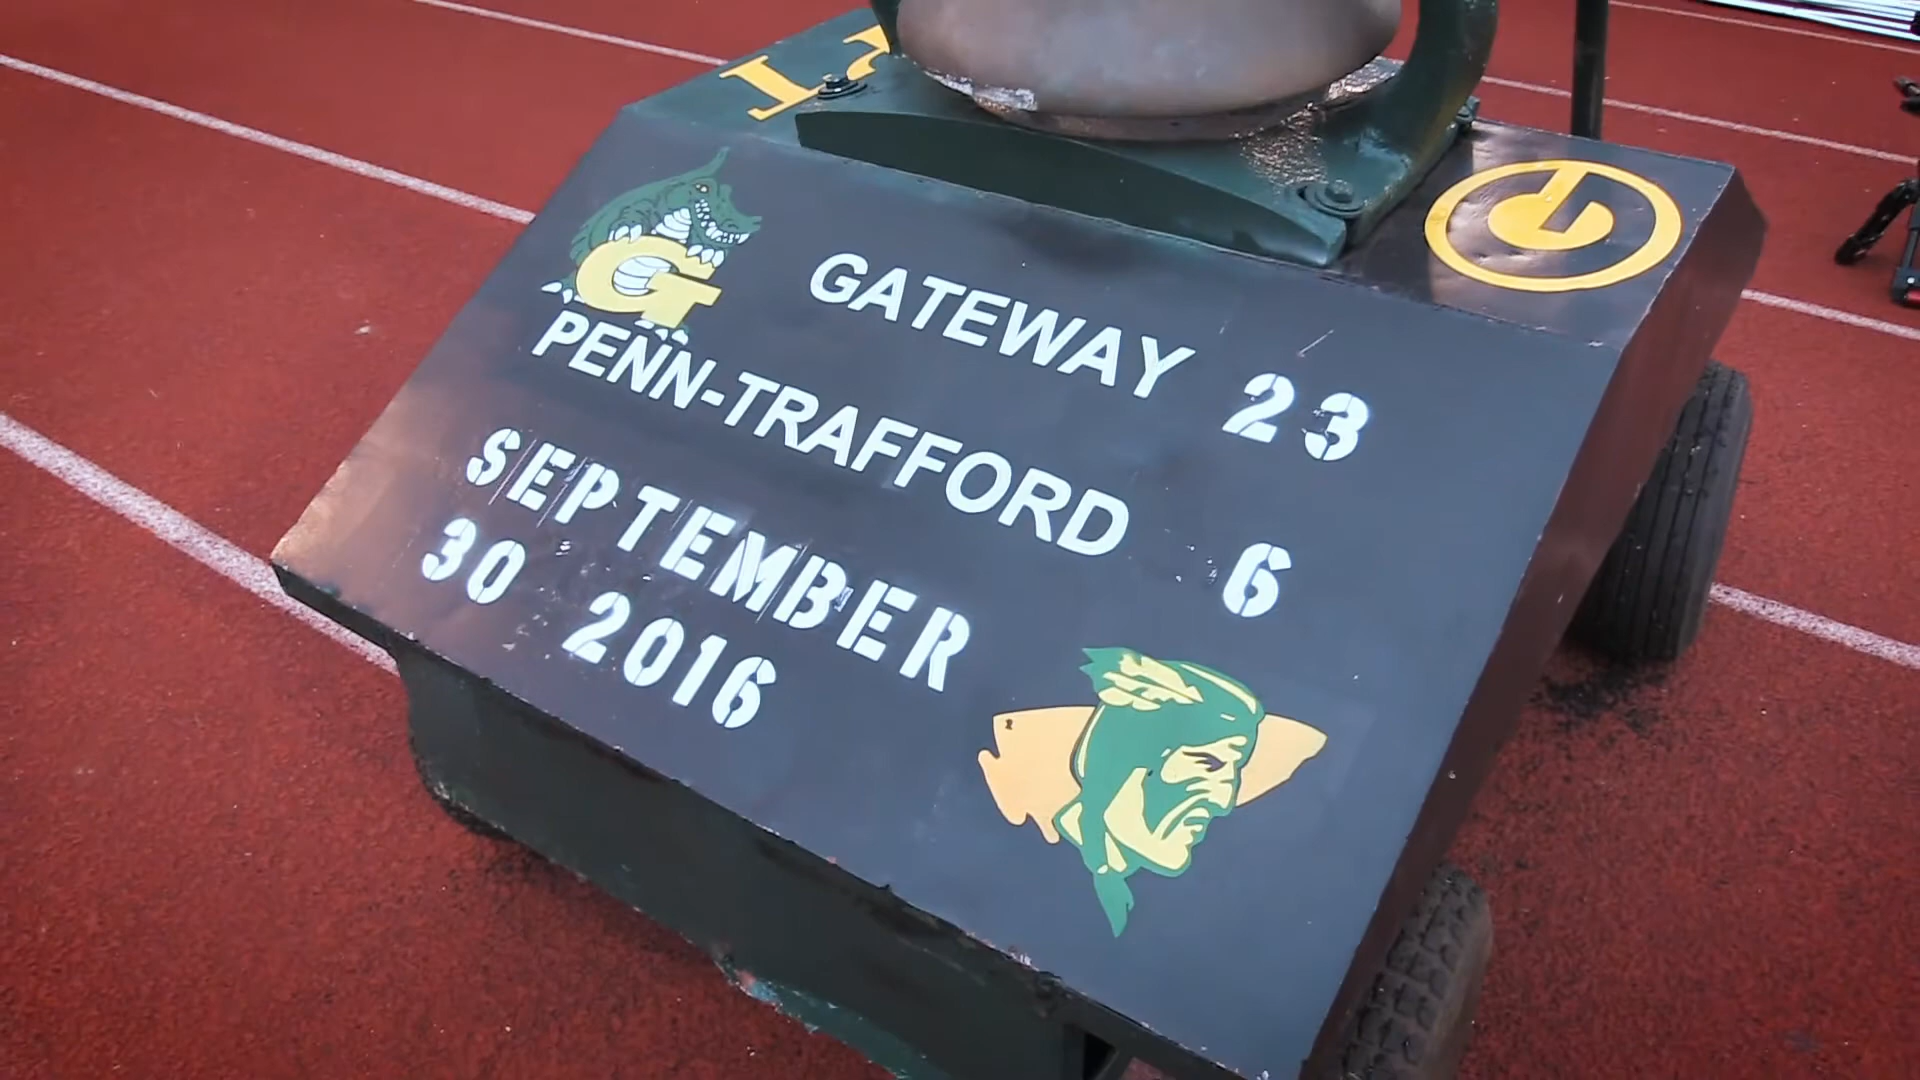 G
G
GATEWAY 23
PENN-TRAFFORD 6
SEPTEMBER
30 2016